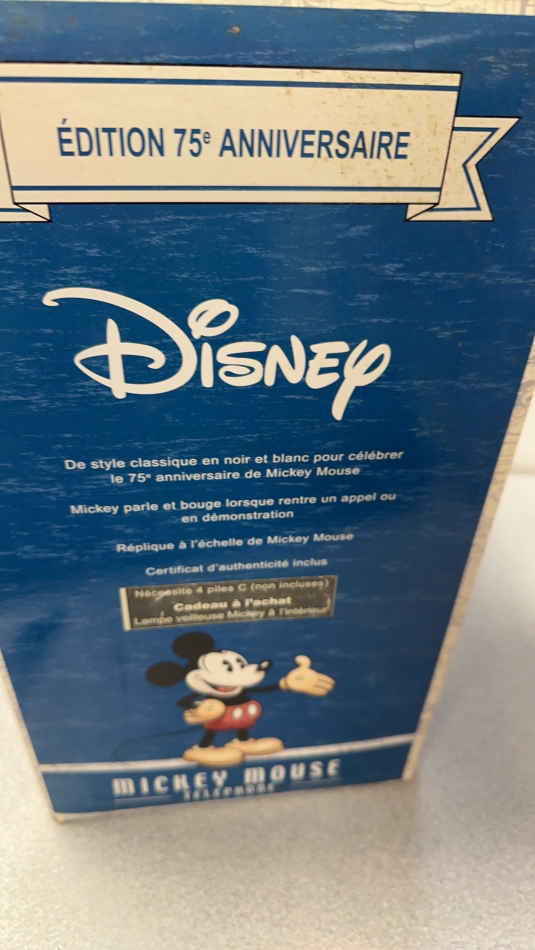 ÉDITION 75e ANNIVERSAIRE
Disney
De style classique en noir et blanc pour célébrer
le 75e anniversaire de Mickey Mouse
Mickey parle et bouge lorsque rentre un appel ou
en démonstration
Réplique à l'échelle de Mickey Mouse
Certificat d'authenticité inclus
Nécessite 4 piles C (non incluses)
Cadeau à l'achat
Lampe veilleuse Mickey à l'intérieur
MICKEY MOUSE
TÉLÉPHONE